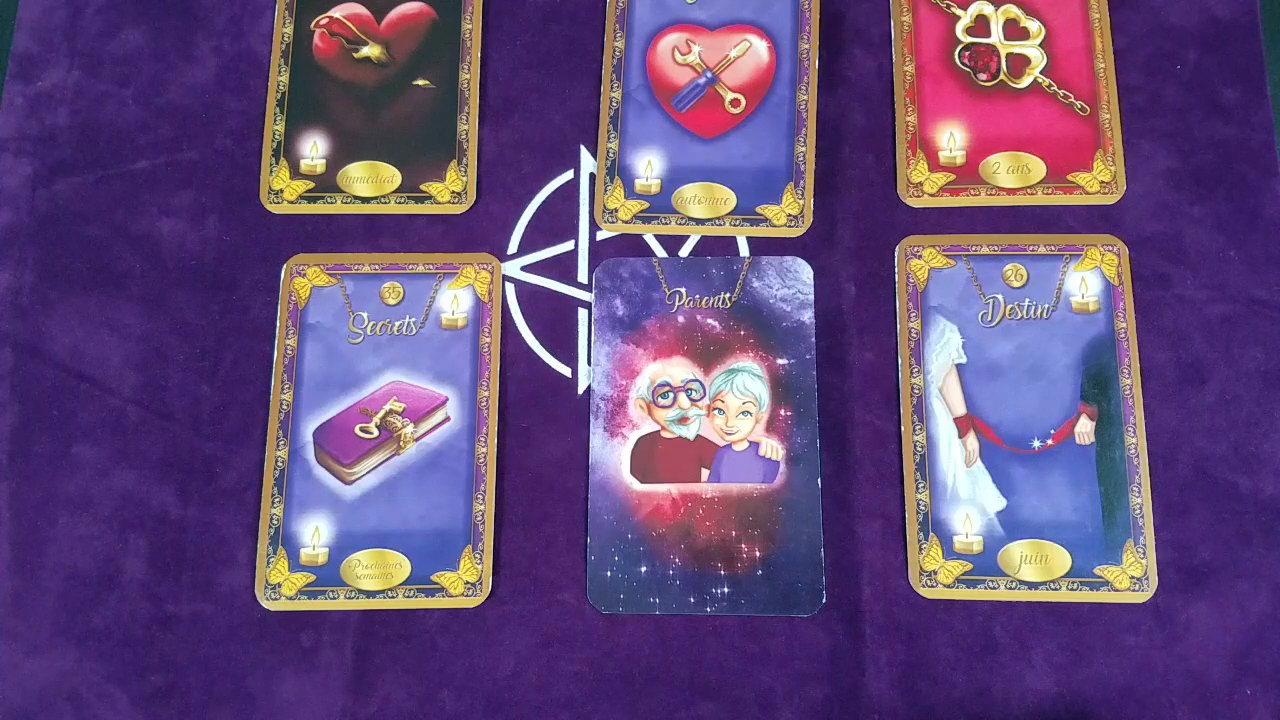 immédiat
automne
2 ans
35
Secrets
Prochaines
semaines
Parents
26
Destin
juin